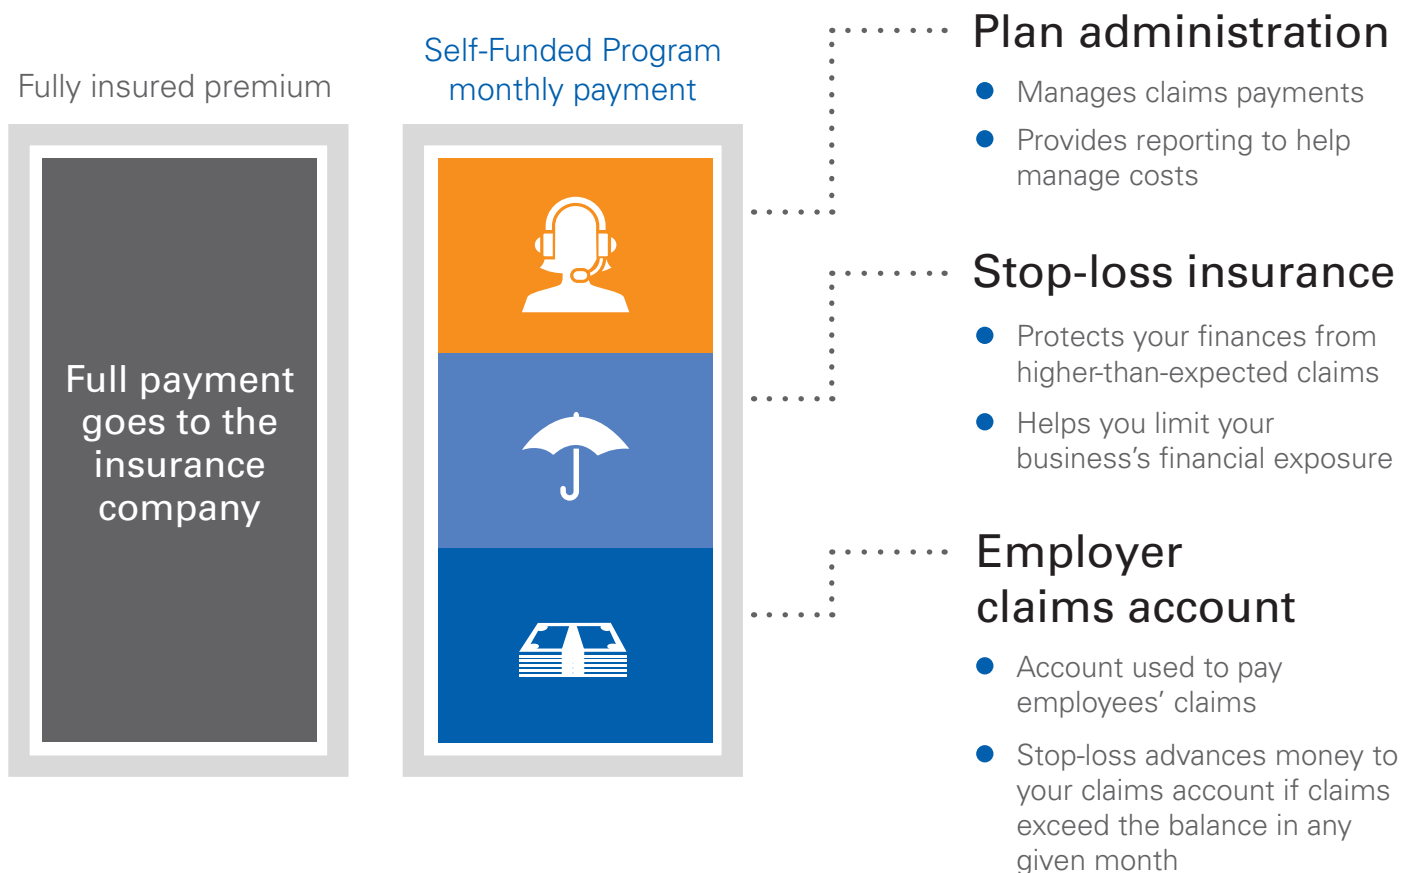 Fully insured premium
Full payment
goes to the
insurance
company
Self-Funded Program
monthly payment
Plan administration
Manages claims payments
Provides reporting to help
manage costs
Stop-loss insurance
Protects your finances from
higher-than-expected claims
Helps you limit your
business’s financial exposure
Employer
claims account
Account used to pay
employees’ claims
Stop-loss advances money to
your claims account if claims
exceed the balance in any
given month